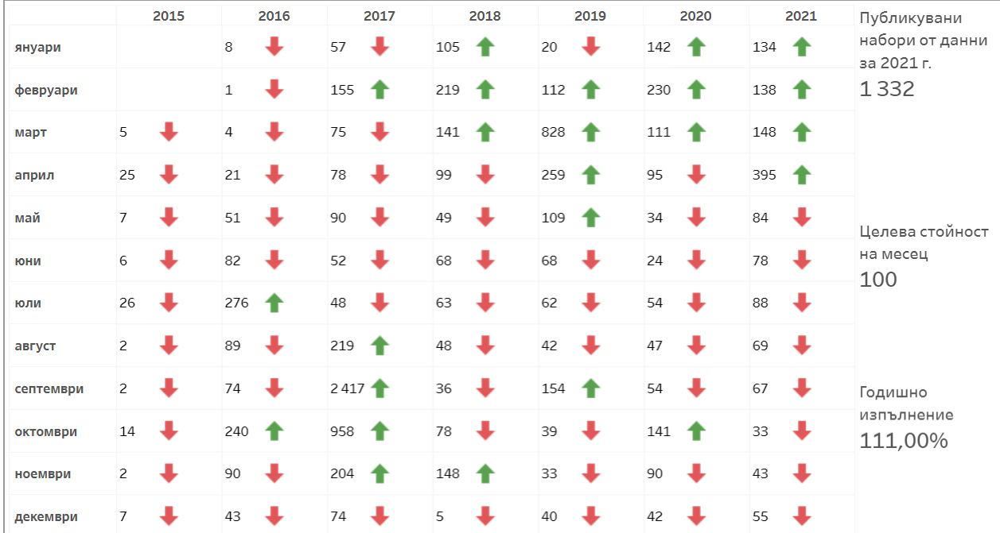 2015 2016 2017 2018 2019 2020 2021
януари 8 57 105 20 142 134
февруари 1 155 219 112 230 138
март 5 4 75 141 828 111 148
април 25 21 78 99 259 95 395
май 7 51 90 49 109 34 84
юни 6 82 52 68 68 24 78
юли 26 276 48 63 62 54 88
август 2 89 219 48 42 47 69
септември 2 74 2 417 36 154 54 67
октомври 14 240 958 78 39 141 33
ноември 2 90 204 148 33 90 43
декември 7 43 74 5 40 42 55
Публикувани
набори от данни
за 2021 г.
1 332
Целева стойност
на месец
100
Годишно
изпълнение
111,00%